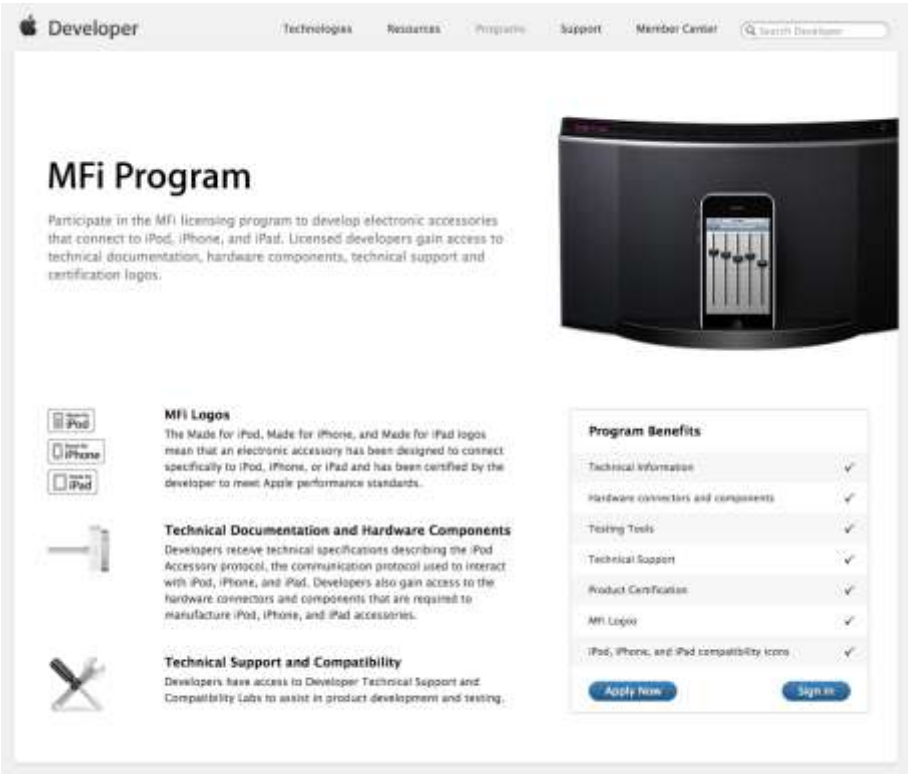 Developer
Technologies Resources Programs Support Member Center Search Developer
MFi Program
Participate in the MFi licensing program to develop electronic accessories
that connect to iPod, iPhone, and iPad. Licensed developers gain access to
technical documentation, hardware components, technical support and
certification logos.
Made for
iPod
Made for
iPhone
Made for
iPad
MFi Logos
The Made for iPod, Made for iPhone, and Made for iPad logos
mean that an electronic accessory has been designed to connect
specifically to iPod, iPhone, or iPad and has been certified by the
developer to meet Apple performance standards.
Technical Documentation and Hardware Components
Developers receive technical specifications describing the iPod
Accessory protocol, the communication protocol used to interact
with iPod, iPhone, and iPad. Developers also gain access to the
hardware connectors and components that are required to
manufacture iPod, iPhone, and iPad accessories.
Technical Support and Compatibility
Developers have access to Developer Technical Support and
Compatibility Labs to assist in product development and testing.
Program Benefits
Technical Information ✓
Hardware connectors and components ✓
Testing Tools ✓
Technical Support ✓
Product Certification ✓
MFi Logos ✓
iPod, iPhone, and iPad compatibility icons ✓
Apply Now Sign in